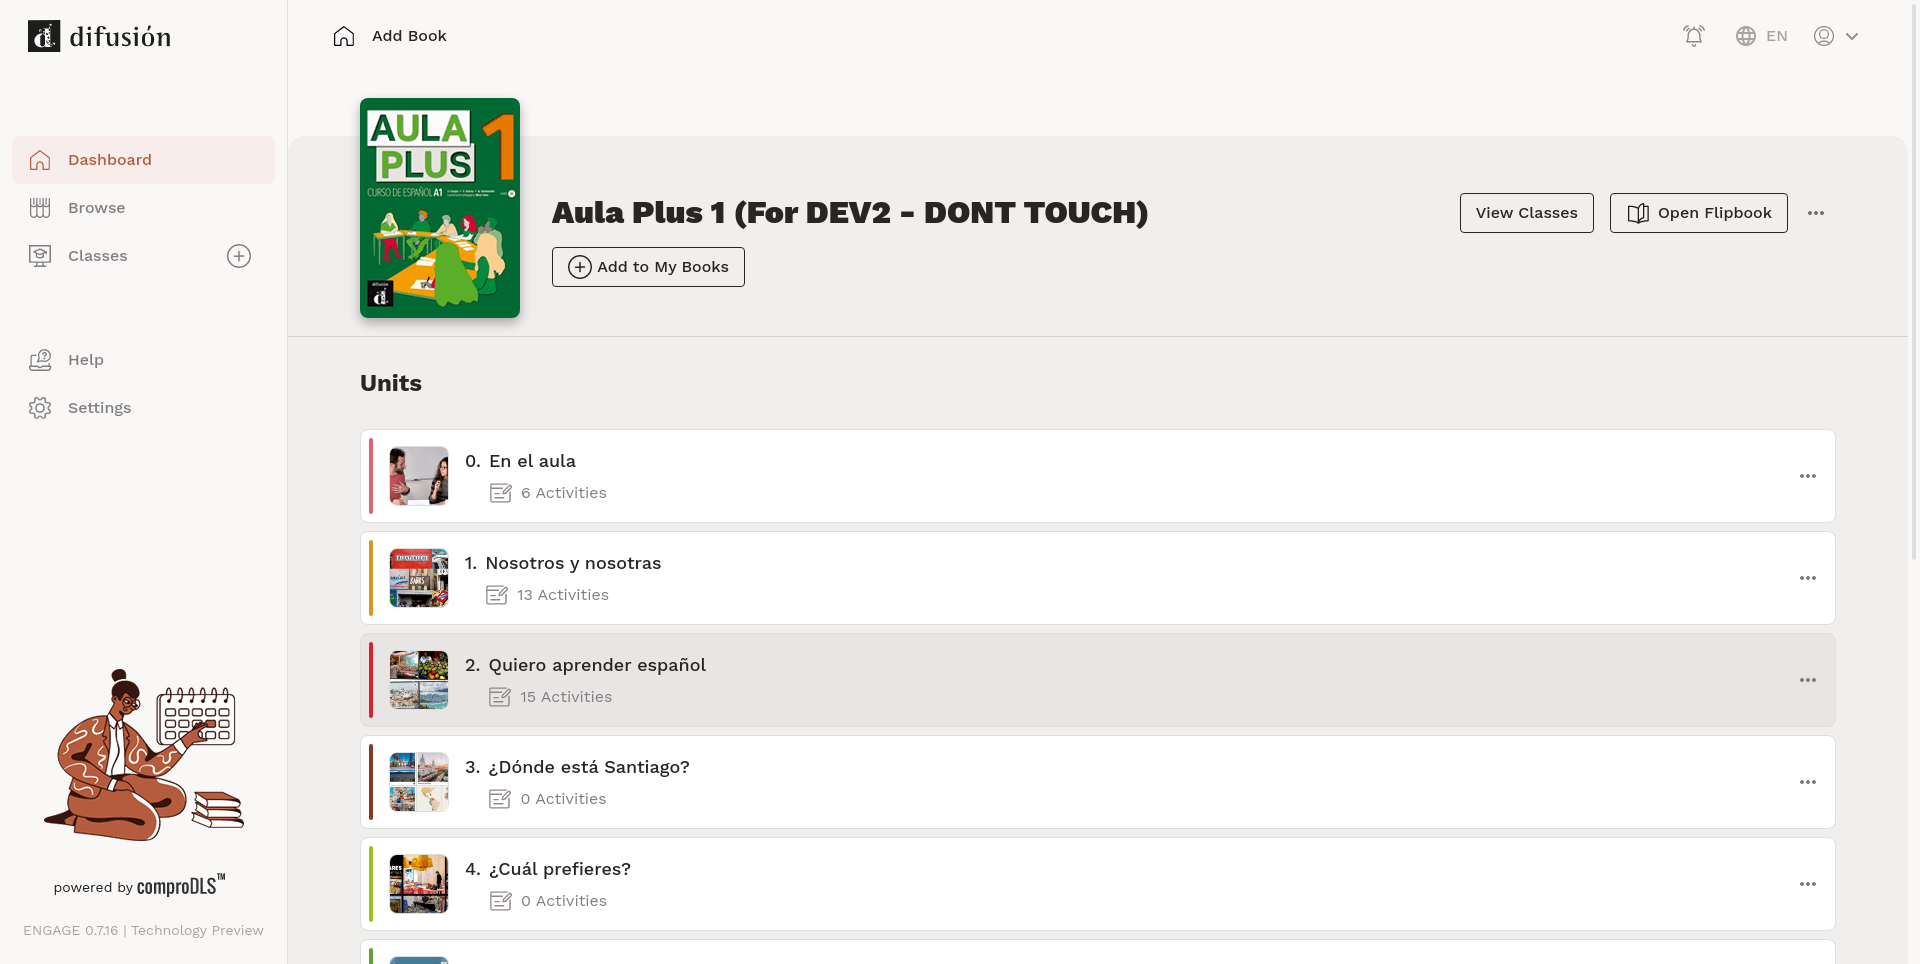 difusión
Add Book
EN
Dashboard
Browse
Classes
Help
Settings
AULA
PLUS
1
CURSO DE ESPAÑOL A1
difusión
Aula Plus 1 (For DEV2 - DONT TOUCH)
View Classes
Open Flipbook
Add to My Books
Units
0. En el aula
6 Activities
1. Nosotros y nosotras
13 Activities
2. Quiero aprender español
15 Activities
3. ¿Dónde está Santiago?
0 Activities
4. ¿Cuál prefieres?
0 Activities
powered by comproDLS™
ENGAGE 0.7.16 | Technology Preview